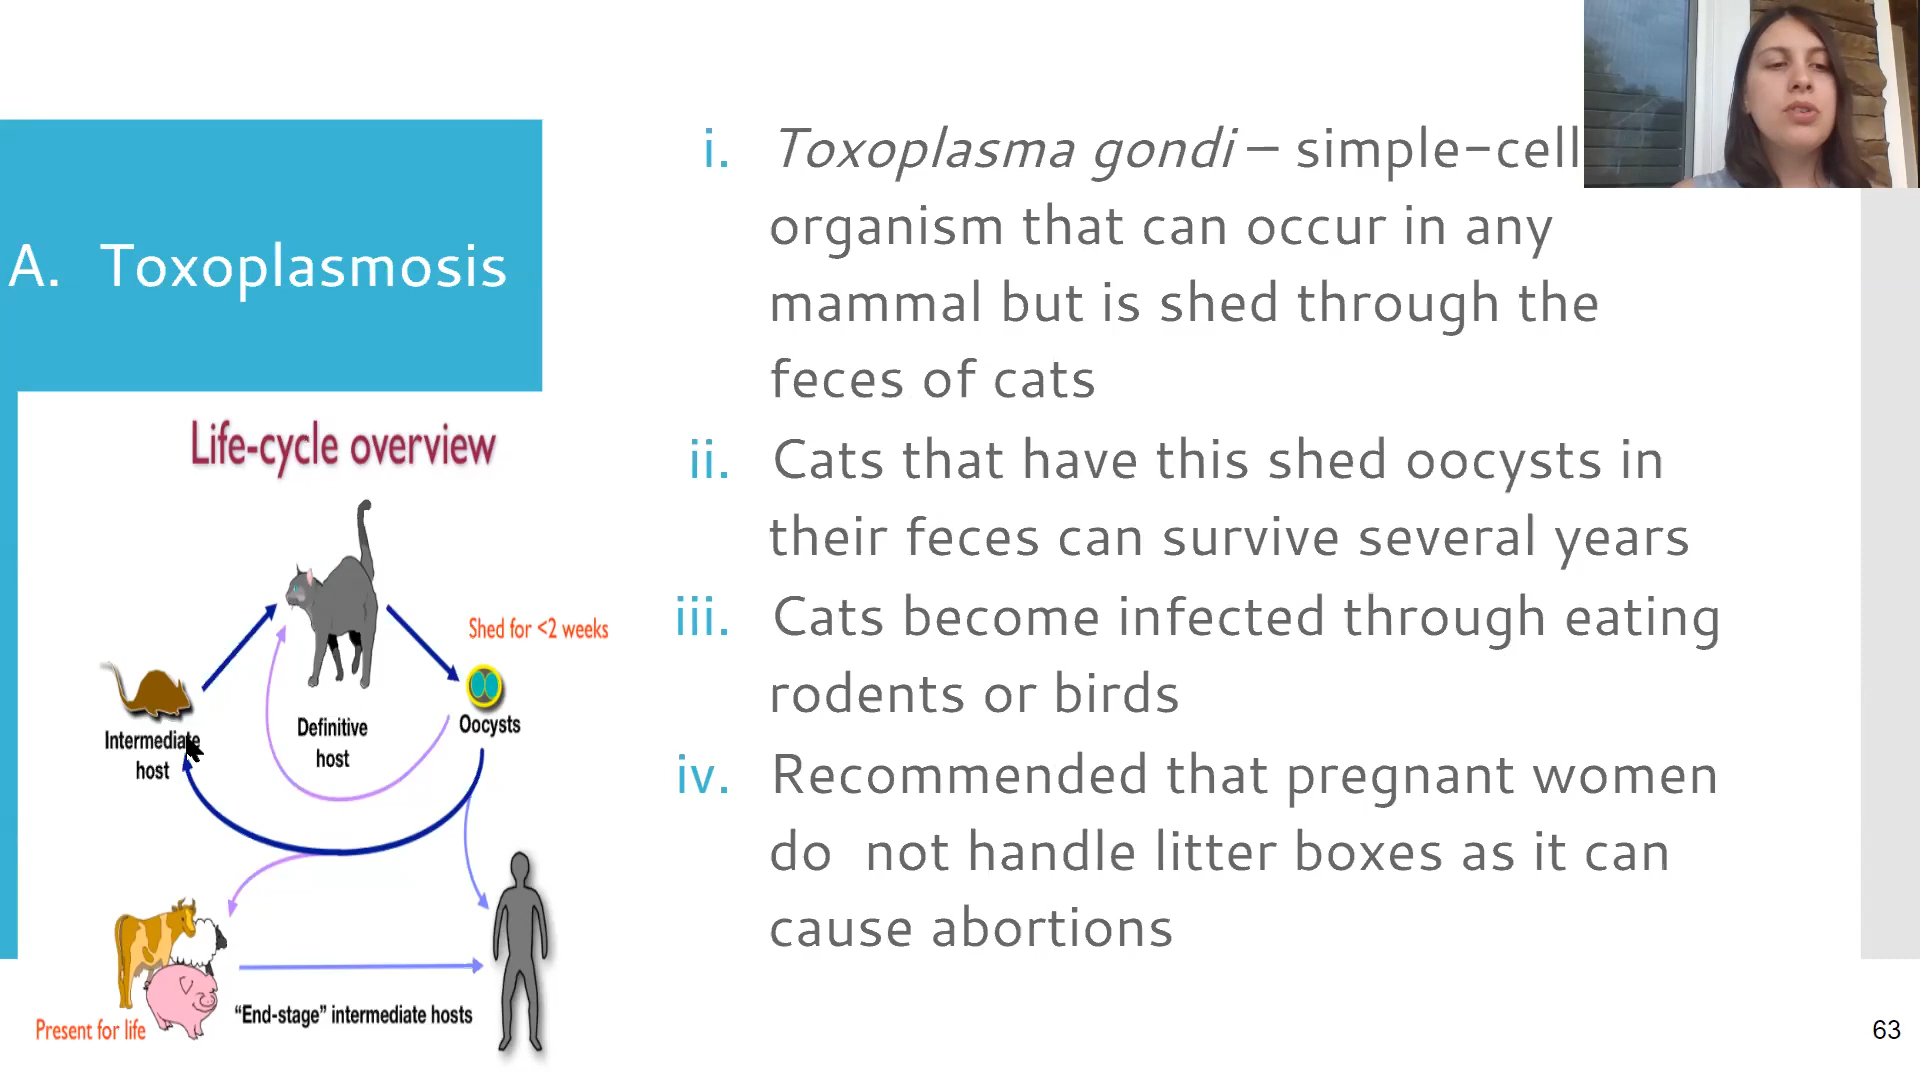 A. Toxoplasmosis
Life-cycle overview
Shed for <2 weeks
Oocysts
Intermediate
host
Definitive
host
"End-stage" intermediate hosts
Present for life
i. Toxoplasma gondi – simple-cell
organism that can occur in any
mammal but is shed through the
feces of cats
ii. Cats that have this shed oocysts in
their feces can survive several years
iii. Cats become infected through eating
rodents or birds
iv. Recommended that pregnant women
do not handle litter boxes as it can
cause abortions
63